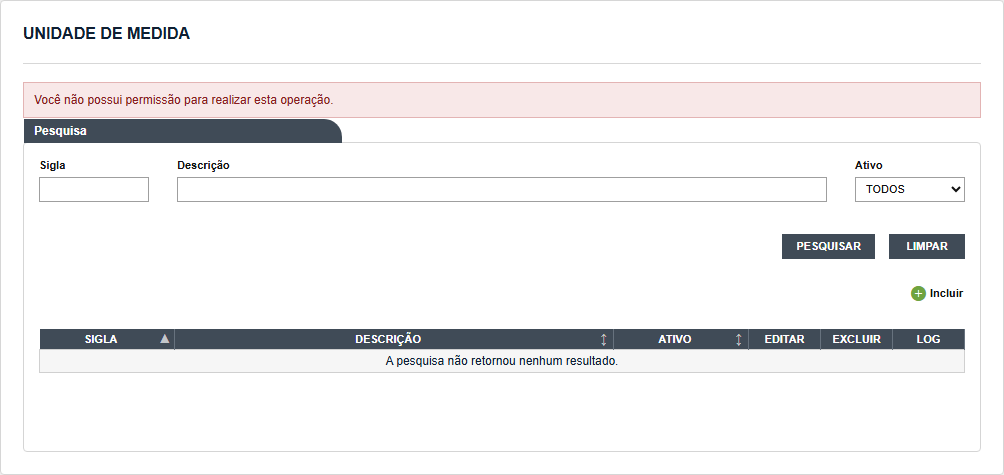 UNIDADE DE MEDIDA
Você não possui permissão para realizar esta operação.
Pesquisa
Sigla Descrição Ativo
TODOS
PESQUISAR LIMPAR
Incluir
SIGLA DESCRIÇÃO ATIVO EDITAR EXCLUIR LOG
A pesquisa não retornou nenhum resultado.